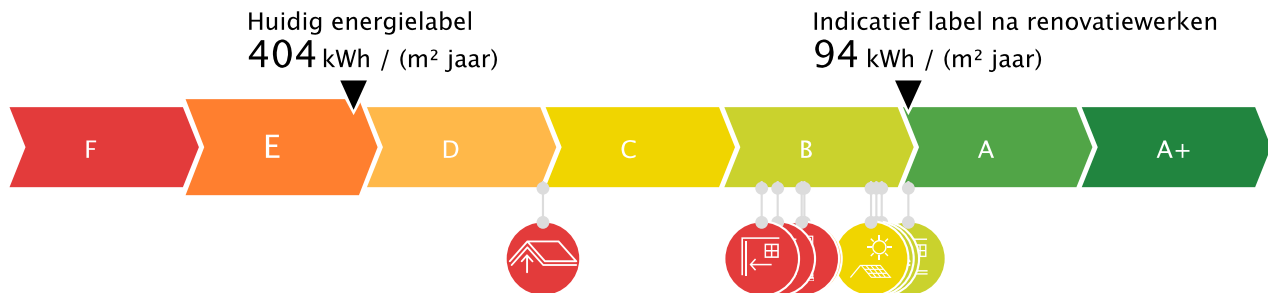 Huidig energielabel
404 kWh / (m² jaar)
Indicatief label na renovatiewerken
94 kWh / (m² jaar)
F E D C B A A+